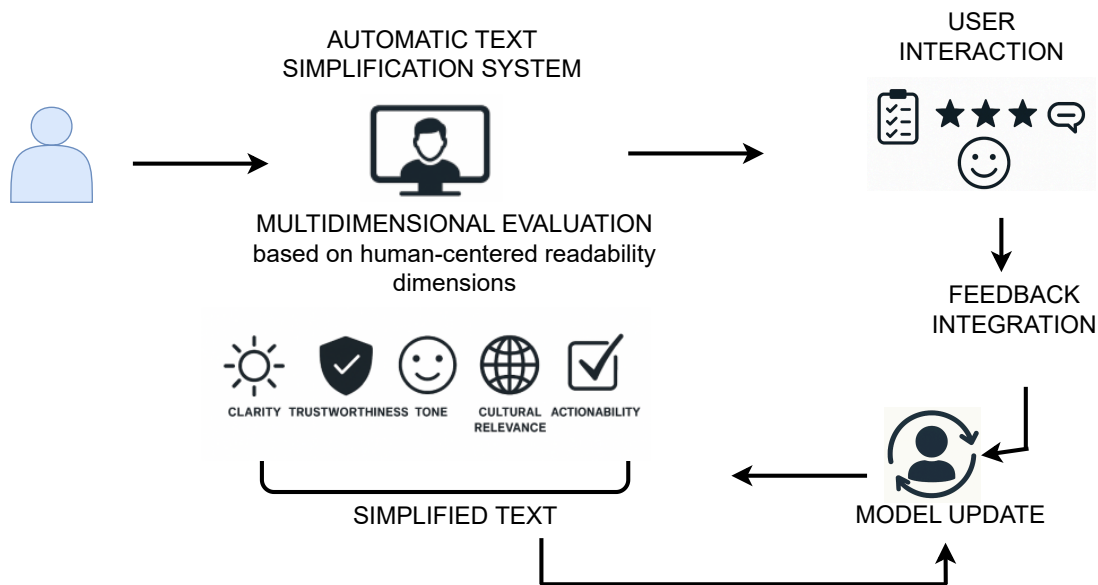 AUTOMATIC TEXT
SIMPLIFICATION SYSTEM
USER
INTERACTION
MULTIDIMENSIONAL EVALUATION
based on human-centered readability
dimensions
FEEDBACK
INTEGRATION
CLARITY
TRUSTWORTHINESS
TONE
CULTURAL
RELEVANCE
ACTIONABILITY
SIMPLIFIED TEXT
MODEL UPDATE